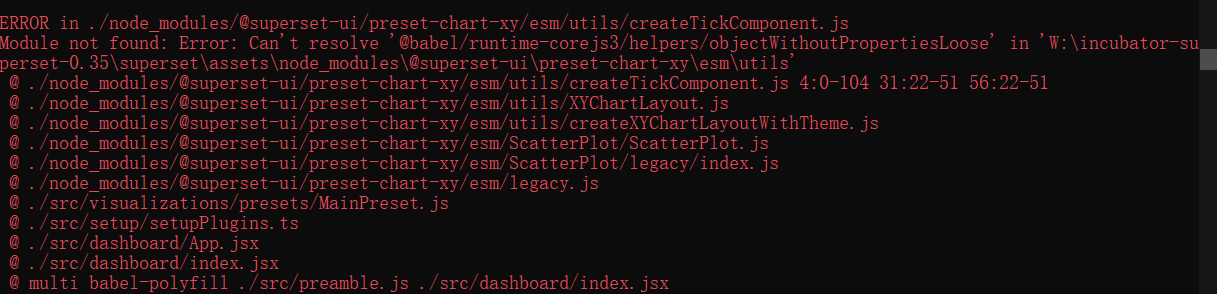 ERROR in ./node_modules/@superset-ui/preset-chart-xy/esm/utils/createTickComponent.js
Module not found: Error: Can't resolve '@babel/runtime-corejs3/helpers/objectWithoutPropertiesLoose' in 'W:\incubator-su
perset-0.35\superset\assets\node_modules\@superset-ui\preset-chart-xy\esm\utils'
@ ./node_modules/@superset-ui/preset-chart-xy/esm/utils/createTickComponent.js 4:0-104 31:22-51 56:22-51
@ ./node_modules/@superset-ui/preset-chart-xy/esm/utils/XYChartLayout.js
@ ./node_modules/@superset-ui/preset-chart-xy/esm/utils/createXYChartLayoutWithTheme.js
@ ./node_modules/@superset-ui/preset-chart-xy/esm/ScatterPlot/ScatterPlot.js
@ ./node_modules/@superset-ui/preset-chart-xy/esm/ScatterPlot/legacy/index.js
@ ./node_modules/@superset-ui/preset-chart-xy/esm/legacy.js
@ ./src/visualizations/presets/MainPreset.js
@ ./src/setup/setupPlugins.ts
@ ./src/dashboard/App.jsx
@ ./src/dashboard/index.jsx
@ multi babel-polyfill ./src/preamble.js ./src/dashboard/index.jsx